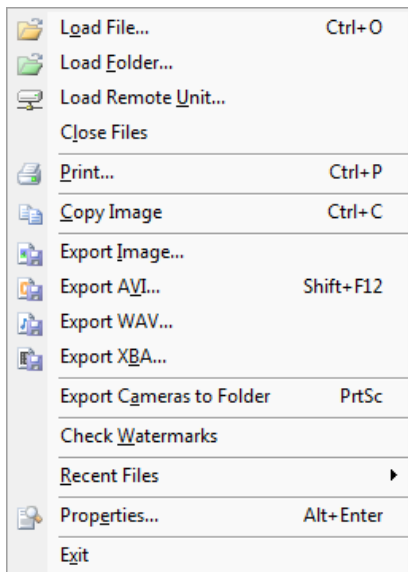 Load File... Ctrl+O
Load Folder...
Load Remote Unit...
Close Files
Print... Ctrl+P
Copy Image Ctrl+C
Export Image...
Export AVI... Shift+F12
Export WAV...
Export XBA...
Export Cameras to Folder PrtSc
Check Watermarks
Recent Files
Properties... Alt+Enter
Exit